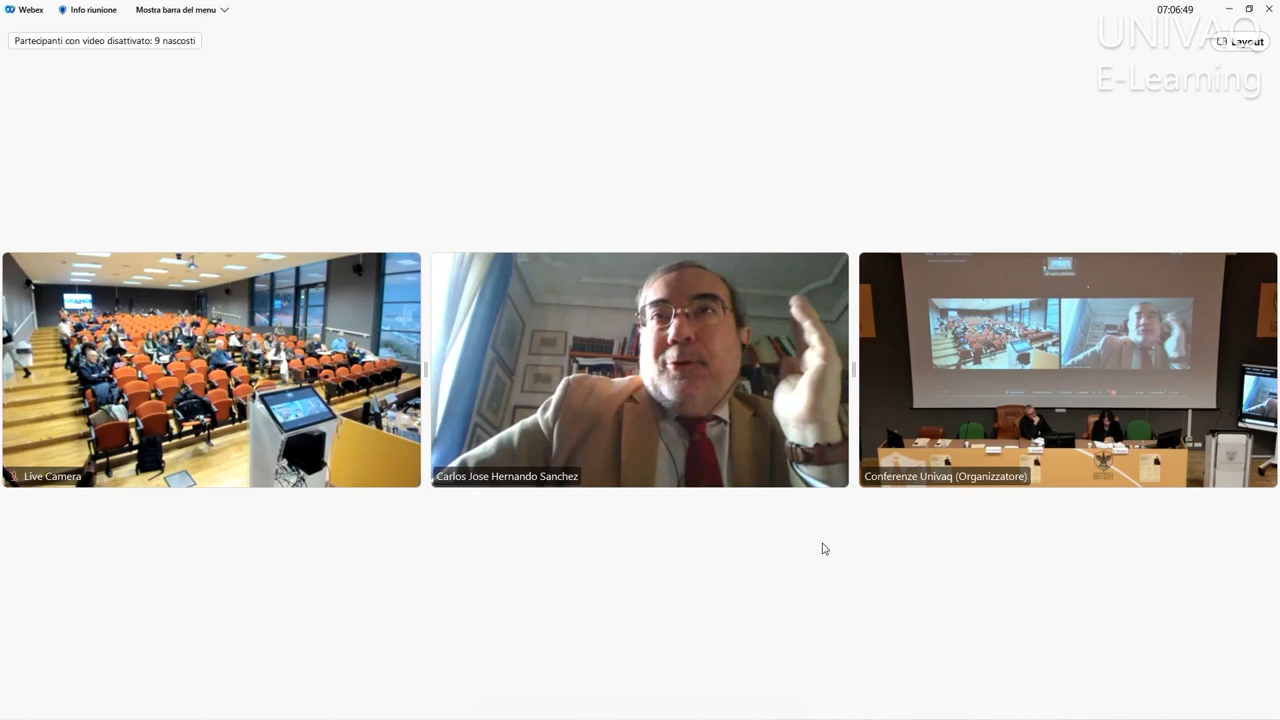 Webex
Info riunione
Mostra barra del menu
07:06:49
Partecipanti con video disattivato: 9 nascosti
Layout
UNIVAQ
E-Learning
Live Camera
Carlos Jose Hernando Sanchez
Conferenze Univaq (Organizzatore)